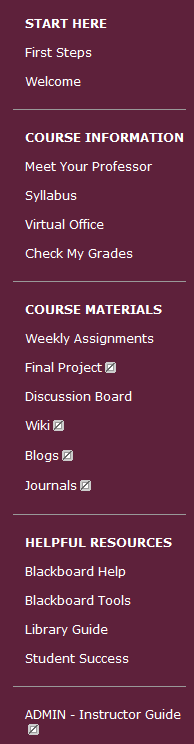 START HERE
First Steps
Welcome
COURSE INFORMATION
Meet Your Professor
Syllabus
Virtual Office
Check My Grades
COURSE MATERIALS
Weekly Assignments
Final Project
Discussion Board
Wiki
Blogs
Journals
HELPFUL RESOURCES
Blackboard Help
Blackboard Tools
Library Guide
Student Success
ADMIN - Instructor Guide